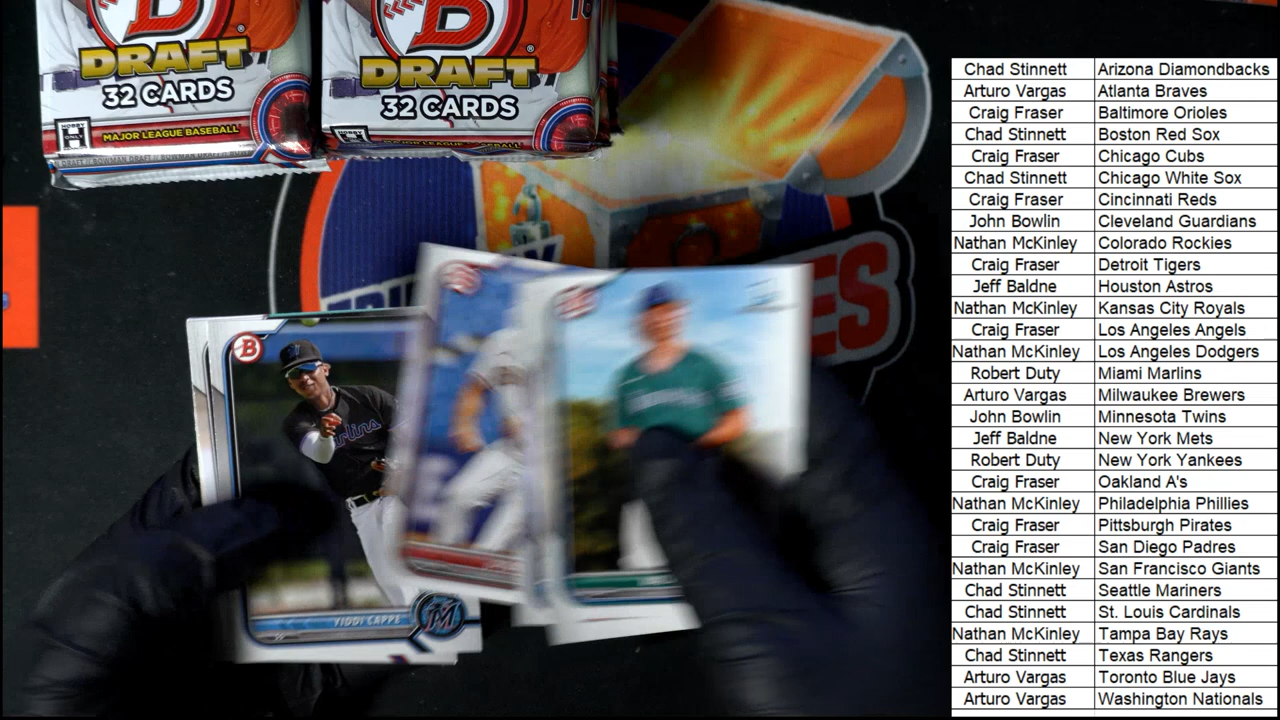 B
DRAFT
32 CARDS
HOBBY
ONLY
H
MAJOR LEAGUE BASEBALL
B
16
DRAFT
32 CARDS
HOBBY
H
ES
B
Marlins
YIDDI CAPPE
M
Chad Stinnett Arizona Diamondbacks
Arturo Vargas Atlanta Braves
Craig Fraser Baltimore Orioles
Chad Stinnett Boston Red Sox
Craig Fraser Chicago Cubs
Chad Stinnett Chicago White Sox
Craig Fraser Cincinnati Reds
John Bowlin Cleveland Guardians
Nathan McKinley Colorado Rockies
Craig Fraser Detroit Tigers
Jeff Baldne Houston Astros
Nathan McKinley Kansas City Royals
Craig Fraser Los Angeles Angels
Nathan McKinley Los Angeles Dodgers
Robert Duty Miami Marlins
Arturo Vargas Milwaukee Brewers
John Bowlin Minnesota Twins
Jeff Baldne New York Mets
Robert Duty New York Yankees
Craig Fraser Oakland A's
Nathan McKinley Philadelphia Phillies
Craig Fraser Pittsburgh Pirates
Craig Fraser San Diego Padres
Nathan McKinley San Francisco Giants
Chad Stinnett Seattle Mariners
Chad Stinnett St. Louis Cardinals
Nathan McKinley Tampa Bay Rays
Chad Stinnett Texas Rangers
Arturo Vargas Toronto Blue Jays
Arturo Vargas Washington Nationals